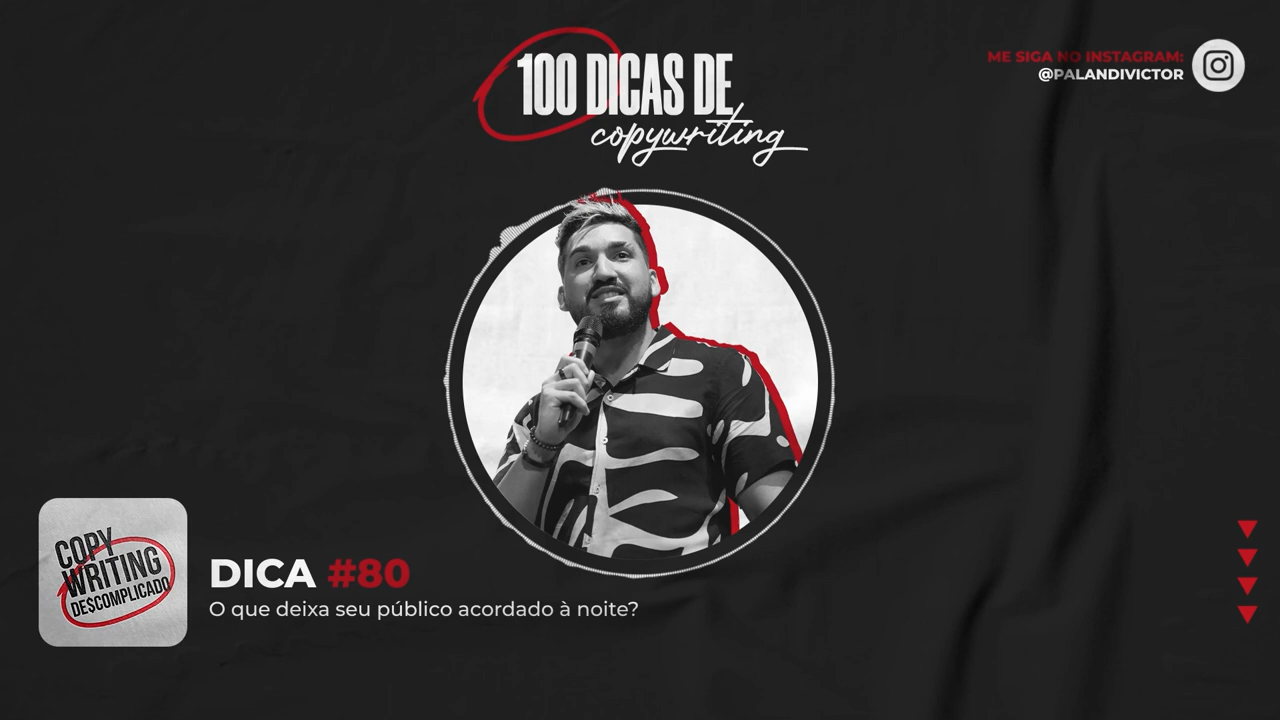 100 DICAS DE
copywriting
ME SIGA NO INSTAGRAM:
@PALANDIVICTOR
COPY
WRITING
DESCOMPLICADO
DICA #80
O que deixa seu público acordado à noite?